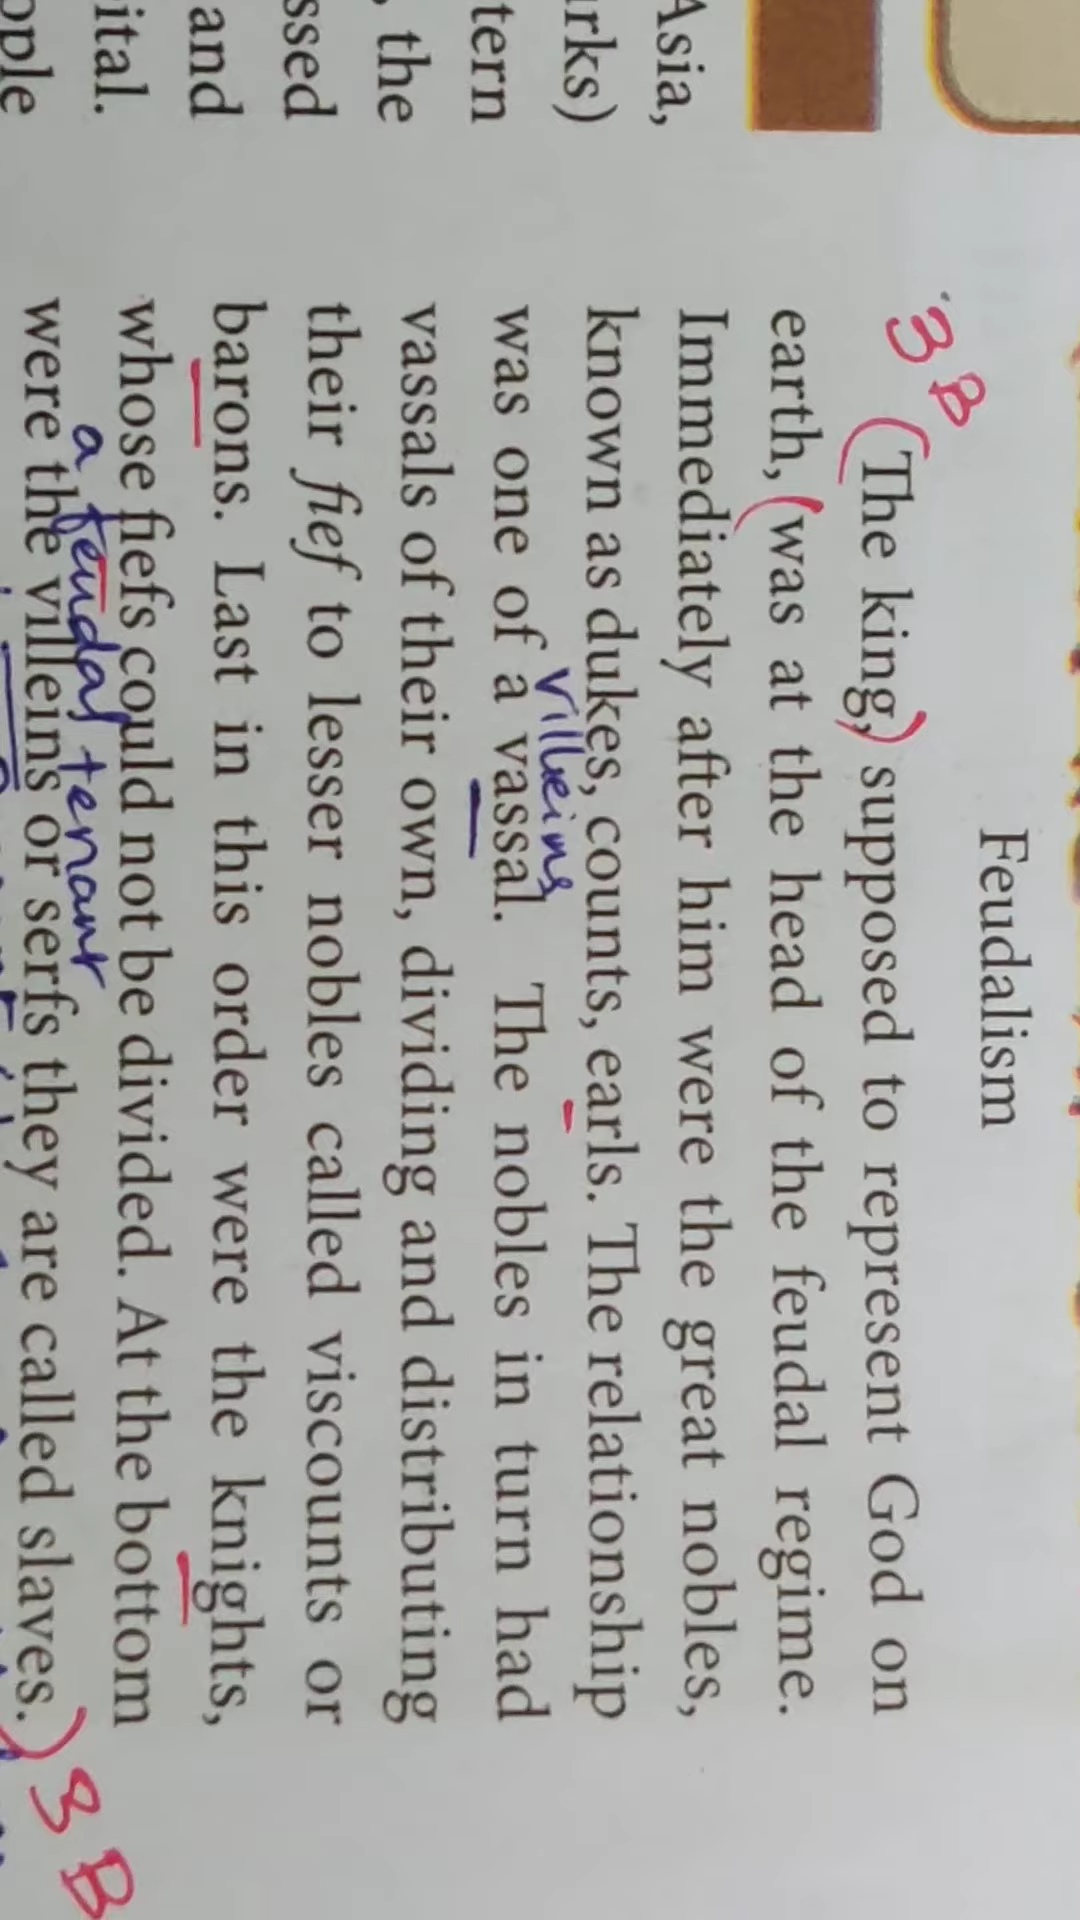 Feudalism
3B
(The king,) supposed to represent God on
earth, (was at the head of the feudal regime.
Immediately after him were the great nobles,
known as dukes, counts, earls. The relationship
villeins
was one of a vassal. The nobles in turn had
vassals of their own, dividing and distributing
their fief to lesser nobles called viscounts or
barons. Last in this order were the knights,
whose fiefs could not be divided. At the bottom
a feudal tenant
were the villeins or serfs they are called slaves.)
3B
Asia,
rks)
tern
, the
ssed
and
ital.
ople